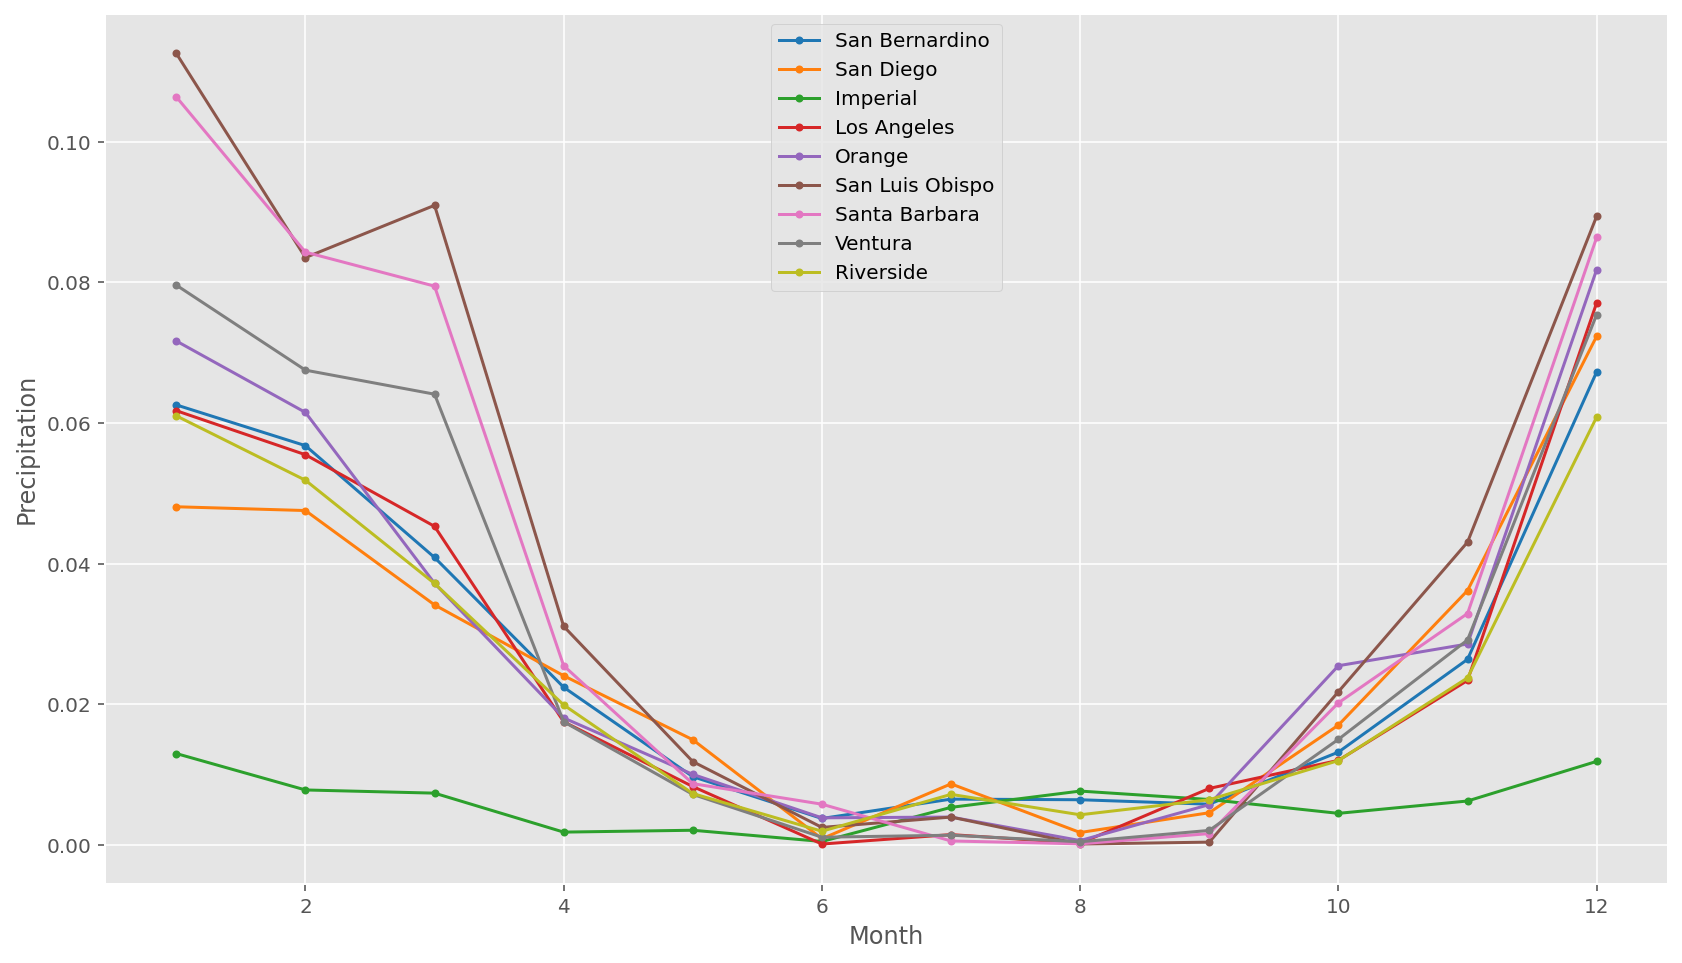 San Bernardino
San Diego
Imperial
Los Angeles
Orange
San Luis Obispo
Santa Barbara
Ventura
Riverside
0.10
0.08
0.06
0.04
0.02
0.00
Precipitation
2 4 6 8 10 12
Month